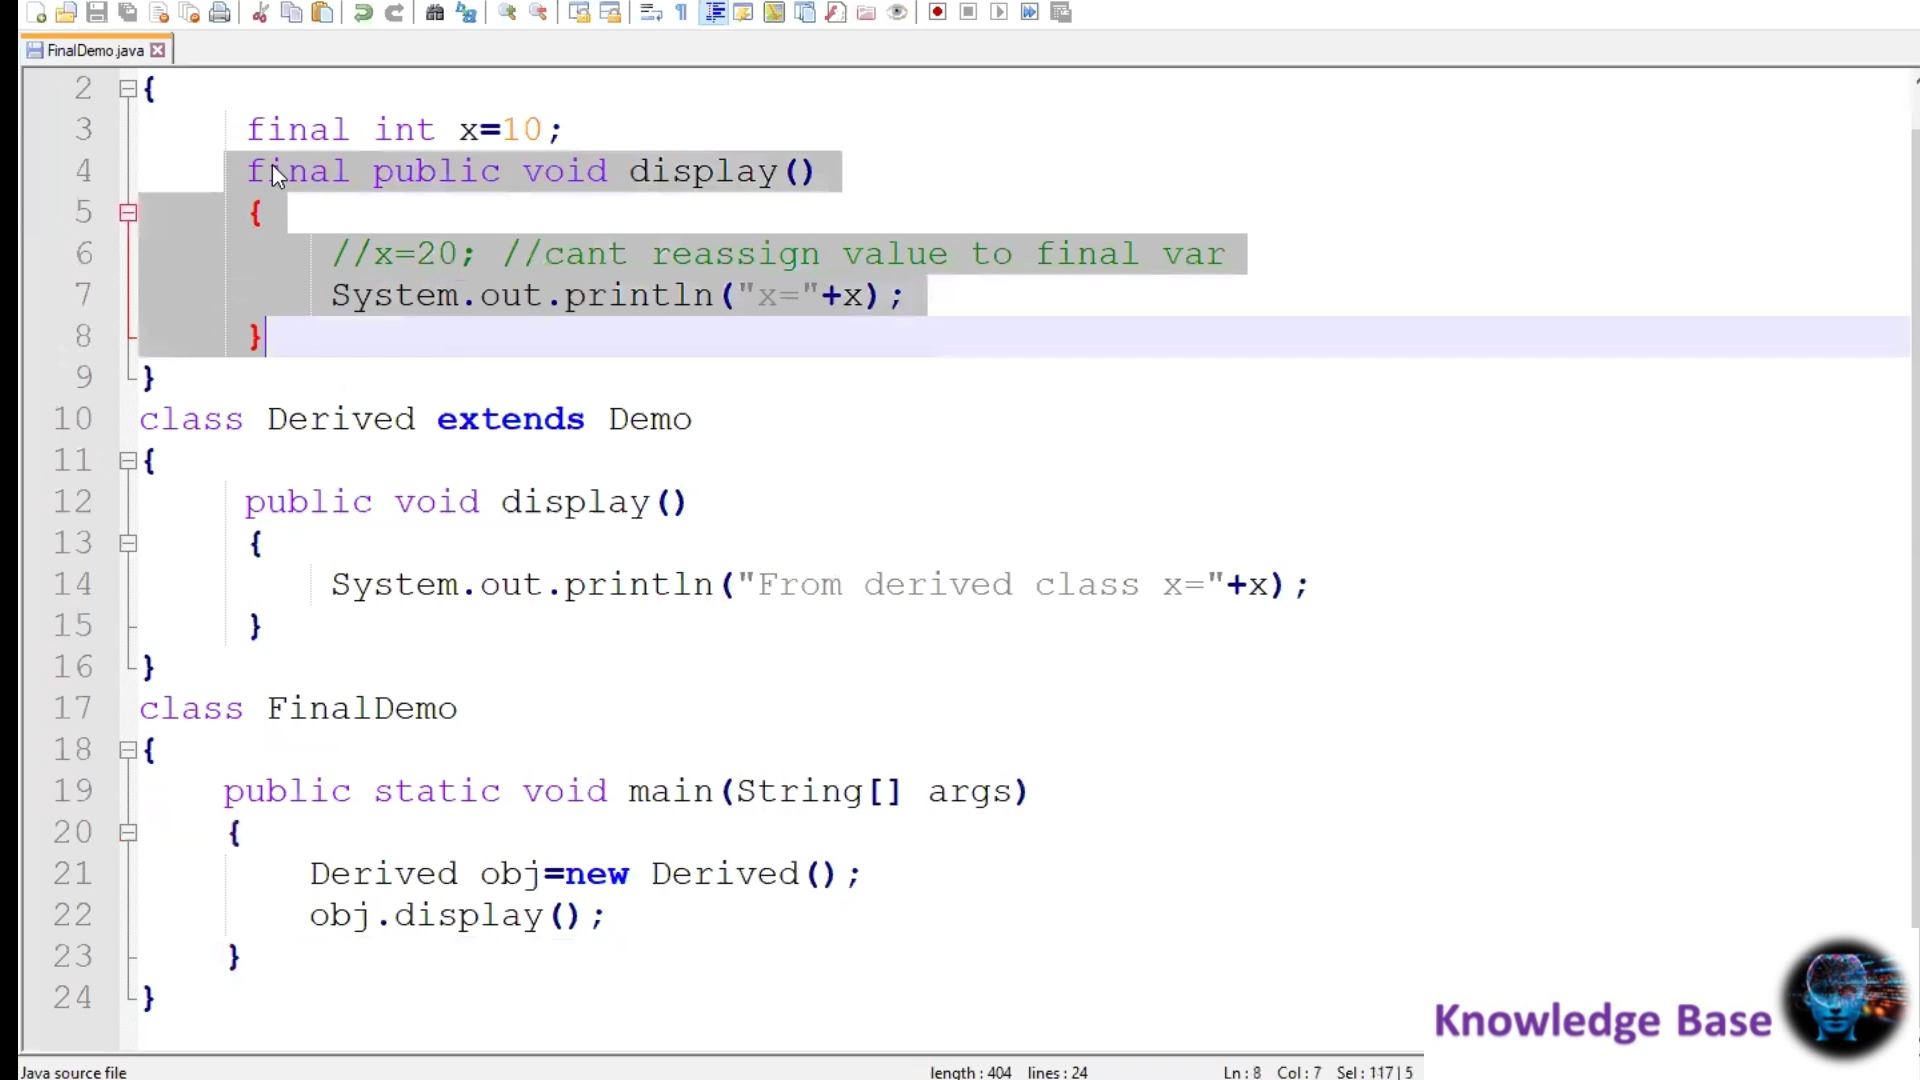 FinalDemo.java
2 {
3 final int x=10;
4 final public void display()
5 {
6 //x=20; //cant reassign value to final var
7 System.out.println("x="+x);
8 }
9 }
10 class Derived extends Demo
11 {
12 public void display()
13 {
14 System.out.println("From derived class x="+x);
15 }
16 }
17 class FinalDemo
18 {
19 public static void main(String[] args)
20 {
21 Derived obj=new Derived();
22 obj.display();
23 }
24 }
Knowledge Base
Java source file length : 404 lines : 24 Ln : 8 Col : 7 Sel : 117 | 5